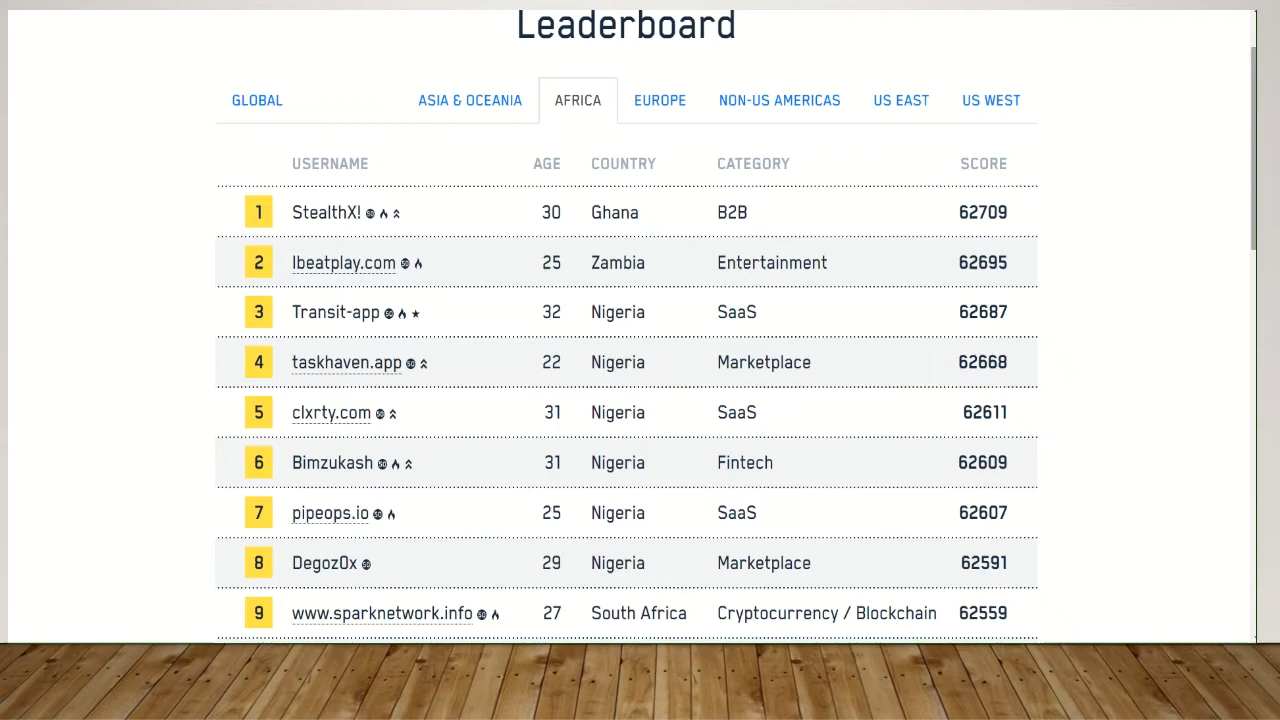 Leaderboard
GLOBAL ASIA & OCEANIA AFRICA EUROPE NON-US AMERICAS US EAST US WEST
USERNAME AGE COUNTRY CATEGORY SCORE
1 StealthX! 30 Ghana B2B 62709
2 lbeatplay.com 25 Zambia Entertainment 62695
3 Transit-app 32 Nigeria SaaS 62687
4 taskhaven.app 22 Nigeria Marketplace 62668
5 clxrty.com 31 Nigeria SaaS 62611
6 Bimzukash 31 Nigeria Fintech 62609
7 pipeops.io 25 Nigeria SaaS 62607
8 Degoz0x 29 Nigeria Marketplace 62591
9 www.sparknetwork.info 27 South Africa Cryptocurrency / Blockchain 62559